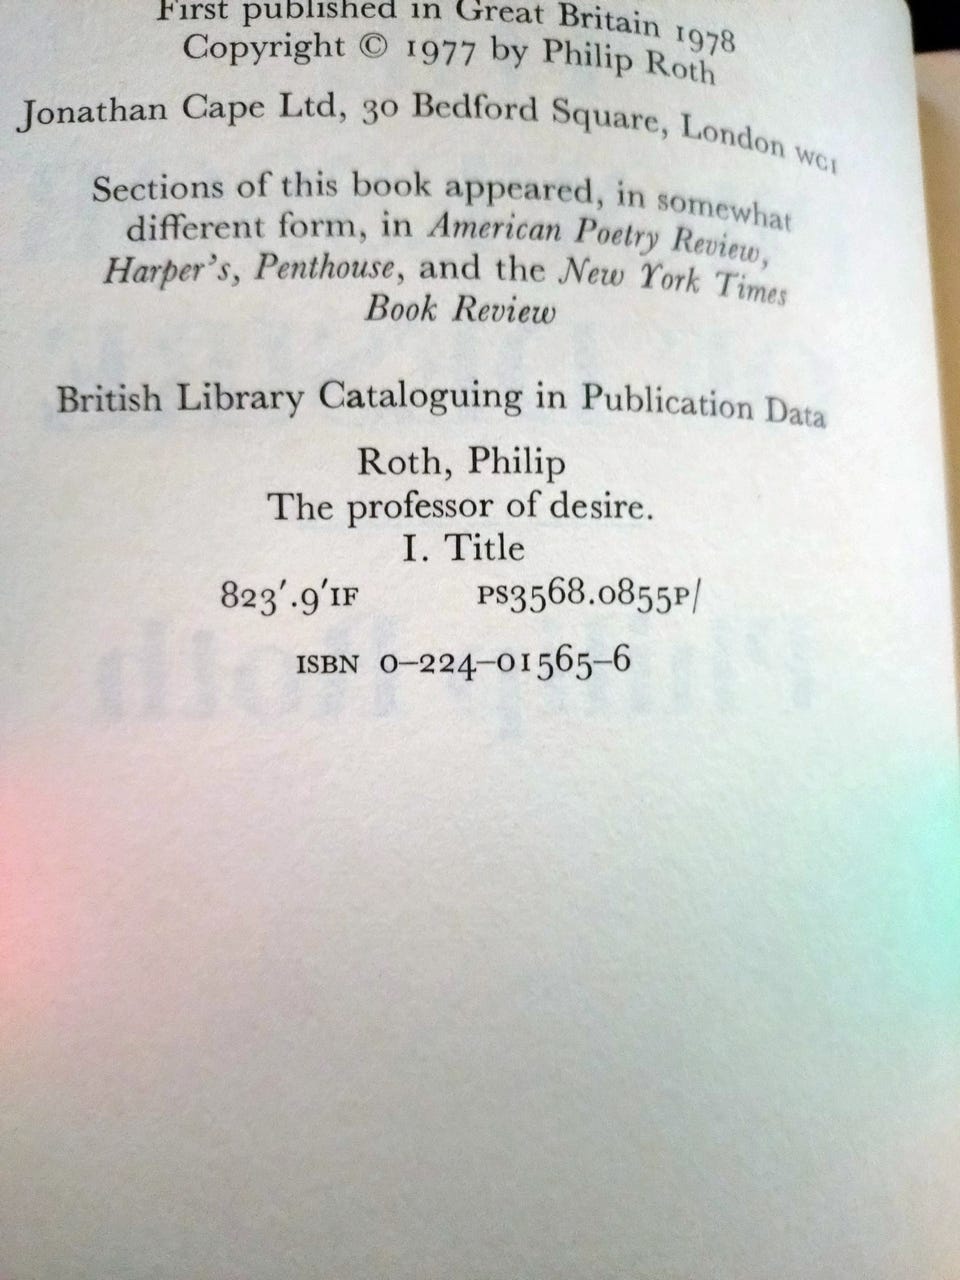 First published in Great Britain 1978
Copyright © 1977 by Philip Roth
Jonathan Cape Ltd, 30 Bedford Square, London WC1
Sections of this book appeared, in somewhat
different form, in American Poetry Review,
Harper's, Penthouse, and the New York Times
Book Review
British Library Cataloguing in Publication Data
Roth, Philip
The professor of desire.
I. Title
823'.9'1F PS3568.0855P/
ISBN 0–224–01565–6